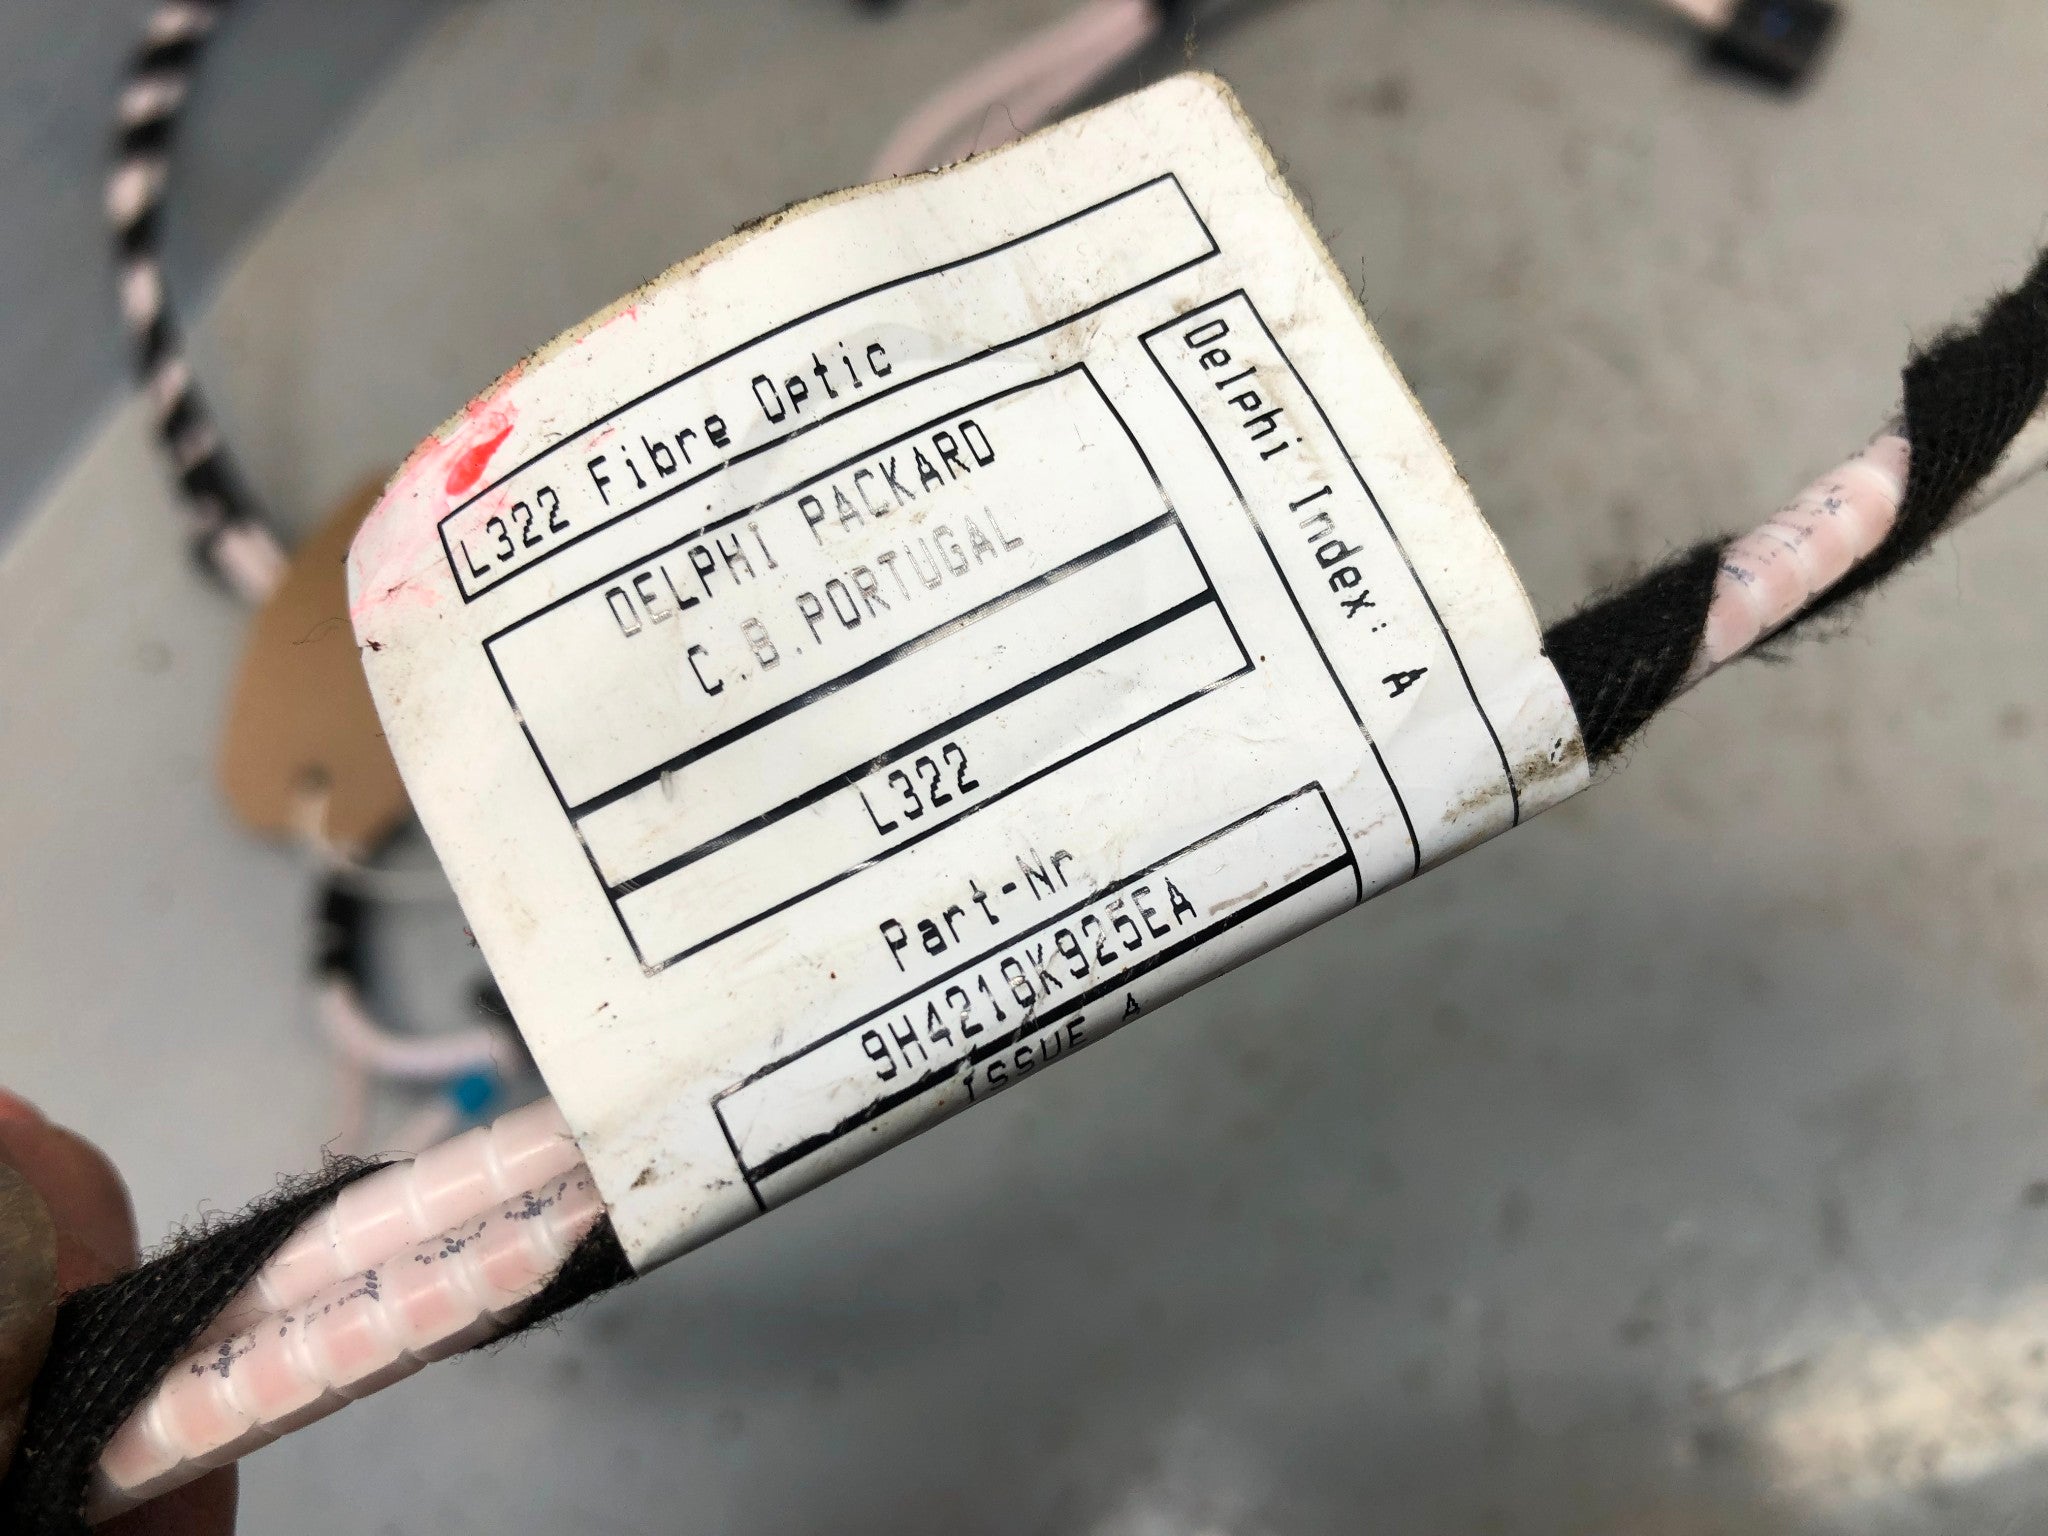 L322 Fibre Optic
DELPHI PACKARD
C.B.PORTUGAL
L322
Part-Nr
9H4218K925EA
ISSUE A
Delphi Index: A